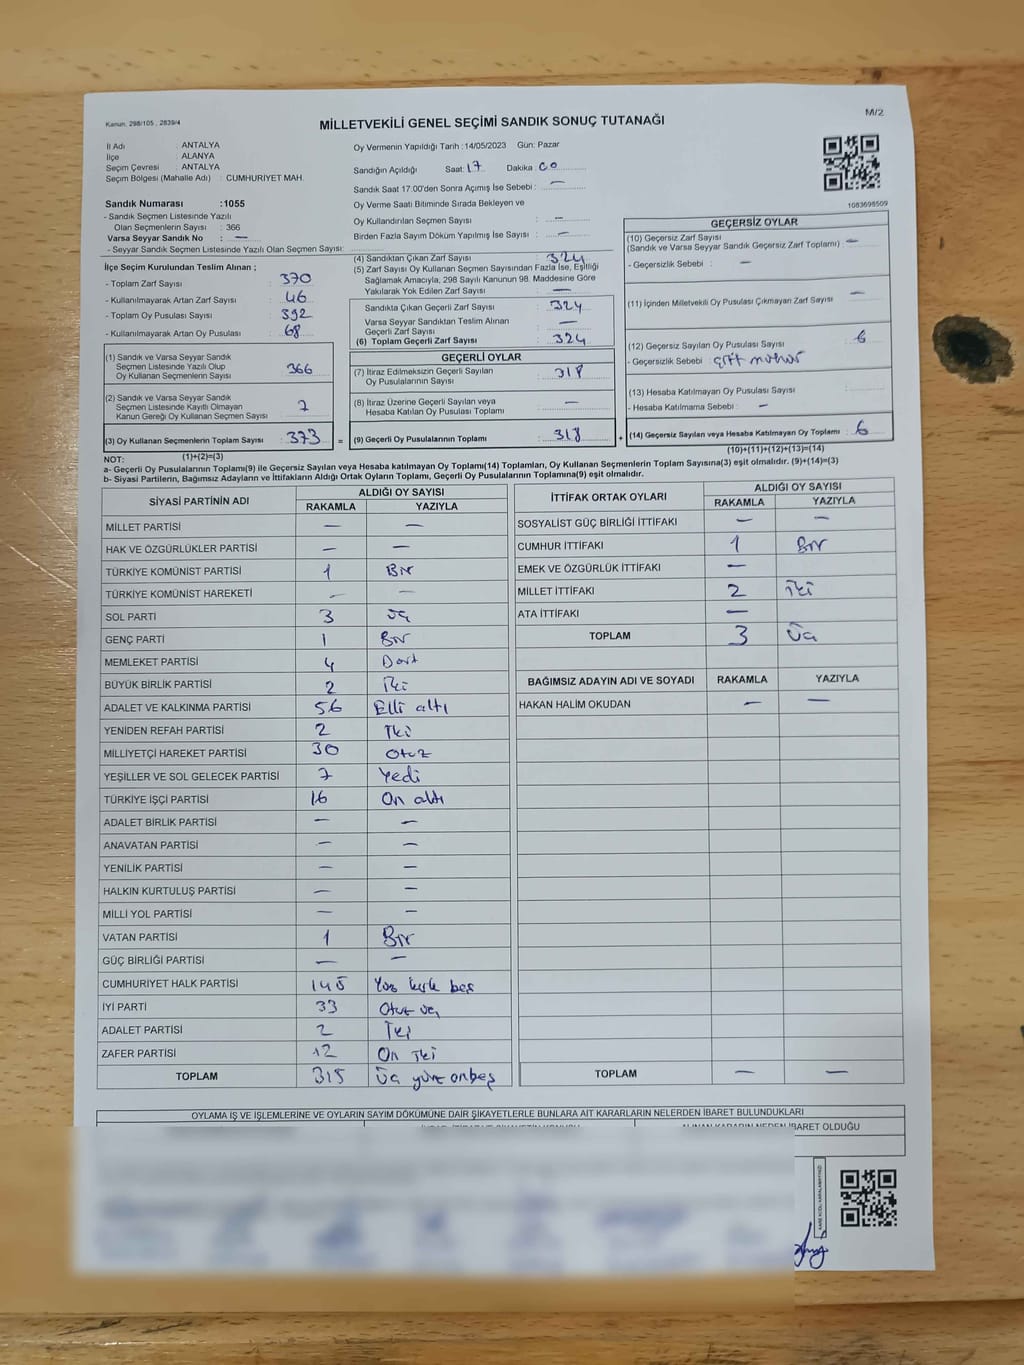 Kanun. 298/105 , 2839/4
MİLLETVEKİLİ GENEL SEÇİMİ SANDIK SONUÇ TUTANAĞI
M/2
İl Adı : ANTALYA
İlçe : ALANYA
Seçim Çevresi : ANTALYA
Seçim Bölgesi (Mahalle Adı) : CUMHURİYET MAH.
Sandık Numarası :1055
- Sandık Seçmen Listesinde Yazılı
Olan Seçmenlerin Sayısı : 366
Varsa Seyyar Sandık No : —
- Seyyar Sandık Seçmen Listesinde Yazılı Olan Seçmen Sayısı:
Oy Vermenin Yapıldığı Tarih :14/05/2023 Gün: Pazar
Sandığın Açıldığı Saat: 17 Dakika : 00
Sandık Saat 17:00'den Sonra Açımış İse Sebebi : —
Oy Verme Saati Bitiminde Sırada Bekleyen ve
Oy Kullandırılan Seçmen Sayısı : —
Birden Fazla Sayım Döküm Yapılmış İse Sayısı : —
1083698509
İlçe Seçim Kurulundan Teslim Alınan ;
- Toplam Zarf Sayısı : 370
- Kullanılmayarak Artan Zarf Sayısı : 46
- Toplam Oy Pusulası Sayısı : 392
- Kullanılmayarak Artan Oy Pusulası : 68
(1) Sandık ve Varsa Seyyar Sandık
Seçmen Listesinde Yazılı Olup
Oy Kullanan Seçmenlerin Sayısı : 366
(2) Sandık ve Varsa Seyyar Sandık
Seçmen Listesinde Kayıtlı Olmayan
Kanun Gereği Oy Kullanan Seçmen Sayısı : 7
(3) Oy Kullanan Seçmenlerin Toplam Sayısı : 373 =
(1)+(2)=(3)
(4) Sandıktan Çıkan Zarf Sayısı : 324
(5) Zarf Sayısı Oy Kullanan Seçmen Sayısından Fazla İse, Eşitliği
Sağlamak Amacıyla, 298 Sayılı Kanunun 98. Maddesine Göre
Yakılarak Yok Edilen Zarf Sayısı : —
Sandıkta Çıkan Geçerli Zarf Sayısı : 324
Varsa Seyyar Sandıktan Teslim Alınan
Geçerli Zarf Sayısı : —
(6) Toplam Geçerli Zarf Sayısı : 324
GEÇERLİ OYLAR
(7) İtiraz Edilmeksizin Geçerli Sayılan
Oy Pusulalarının Sayısı : 318
(8) İtiraz Üzerine Geçerli Sayılan veya
Hesaba Katılan Oy Pusulası Toplamı : —
(9) Geçerli Oy Pusulalarının Toplamı : 318 +
GEÇERSİZ OYLAR
(10) Geçersiz Zarf Sayısı
(Sandık ve Varsa Seyyar Sandık Geçersiz Zarf Toplamı) : —
- Geçersizlik Sebebi : —
(11) İçinden Milletvekili Oy Pusulası Çıkmayan Zarf Sayısı : —
(12) Geçersiz Sayılan Oy Pusulası Sayısı : 6
- Geçersizlik Sebebi : çift mühür
(13) Hesaba Katılmayan Oy Pusulası Sayısı :
- Hesaba Katılmama Sebebi : —
(14) Geçersiz Sayılan veya Hesaba Katılmayan Oy Toplamı : 6
(10)+(11)+(12)+(13)=(14)
NOT:
a- Geçerli Oy Pusulalarının Toplamı(9) ile Geçersiz Sayılan veya Hesaba katılmayan Oy Toplamı(14) Toplamları, Oy Kullanan Seçmenlerin Toplam Sayısına(3) eşit olmalıdır. (9)+(14)=(3)
b- Siyasi Partilerin, Bağımsız Adayların ve İttifakların Aldığı Ortak Oyların Toplamı, Geçerli Oy Pusulalarının Toplamına(9) eşit olmalıdır.
SİYASİ PARTİNİN ADI ALDIĞI OY SAYISI
RAKAMLA YAZIYLA
MİLLET PARTİSİ — —
HAK VE ÖZGÜRLÜKLER PARTİSİ — —
TÜRKİYE KOMÜNİST PARTİSİ 1 Bir
TÜRKİYE KOMÜNİST HAREKETİ — —
SOL PARTİ 3 üç
GENÇ PARTİ 1 Bir
MEMLEKET PARTİSİ 4 Dört
BÜYÜK BİRLİK PARTİSİ 2 İki
ADALET VE KALKINMA PARTİSİ 56 Elli altı
YENİDEN REFAH PARTİSİ 2 İki
MİLLİYETÇİ HAREKET PARTİSİ 30 Otuz
YEŞİLLER VE SOL GELECEK PARTİSİ 7 Yedi
TÜRKİYE İŞÇİ PARTİSİ 16 On altı
ADALET BİRLİK PARTİSİ — —
ANAVATAN PARTİSİ — —
YENİLİK PARTİSİ — —
HALKIN KURTULUŞ PARTİSİ — —
MİLLİ YOL PARTİSİ — —
VATAN PARTİSİ 1 Bir
GÜÇ BİRLİĞİ PARTİSİ — —
CUMHURİYET HALK PARTİSİ 145 Yüz kırk beş
İYİ PARTİ 33 Otuz üç
ADALET PARTİSİ 2 İki
ZAFER PARTİSİ 12 On iki
TOPLAM 315 Üç yüz onbeş
İTTİFAK ORTAK OYLARI ALDIĞI OY SAYISI
RAKAMLA YAZIYLA
SOSYALİST GÜÇ BİRLİĞİ İTTİFAKI — —
CUMHUR İTTİFAKI 1 Bir
EMEK VE ÖZGÜRLÜK İTTİFAKI —
MİLLET İTTİFAKI 2 İki
ATA İTTİFAKI —
TOPLAM 3 Üç
BAĞIMSIZ ADAYIN ADI VE SOYADI RAKAMLA YAZIYLA
HAKAN HALİM OKUDAN — —
TOPLAM — —
OYLAMA İŞ VE İŞLEMLERİNE VE OYLARIN SAYIM DÖKÜMÜNE DAİR ŞİKAYETLERLE BUNLARA AİT KARARLARIN NELERDEN İBARET BULUNDUKLARI
ALINAN KARARIN NEDEN İBARET OLDUĞU